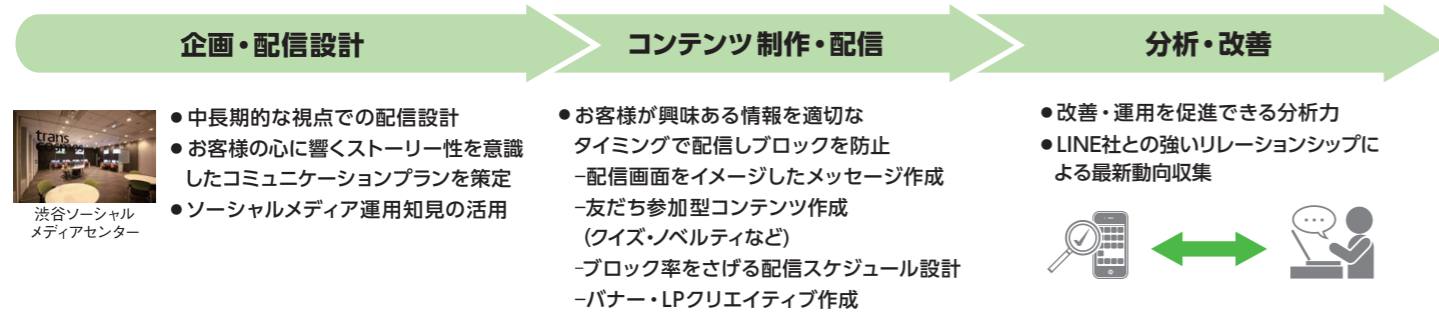 企画・配信設計
trans
cosmos
渋谷ソーシャル
メディアセンター
●中長期的な視点での配信設計
●お客様の心に響くストーリー性を意識
したコミュニケーションプランを策定
●ソーシャルメディア運用知見の活用
コンテンツ制作・配信
●お客様が興味ある情報を適切な
タイミングで配信しブロックを防止
−配信画面をイメージしたメッセージ作成
−友だち参加型コンテンツ作成
（クイズ・ノベルティなど）
−ブロック率をさげる配信スケジュール設計
−バナー・LPクリエイティブ作成
分析・改善
●改善・運用を促進できる分析力
●LINE社との強いリレーションシップに
よる最新動向収集